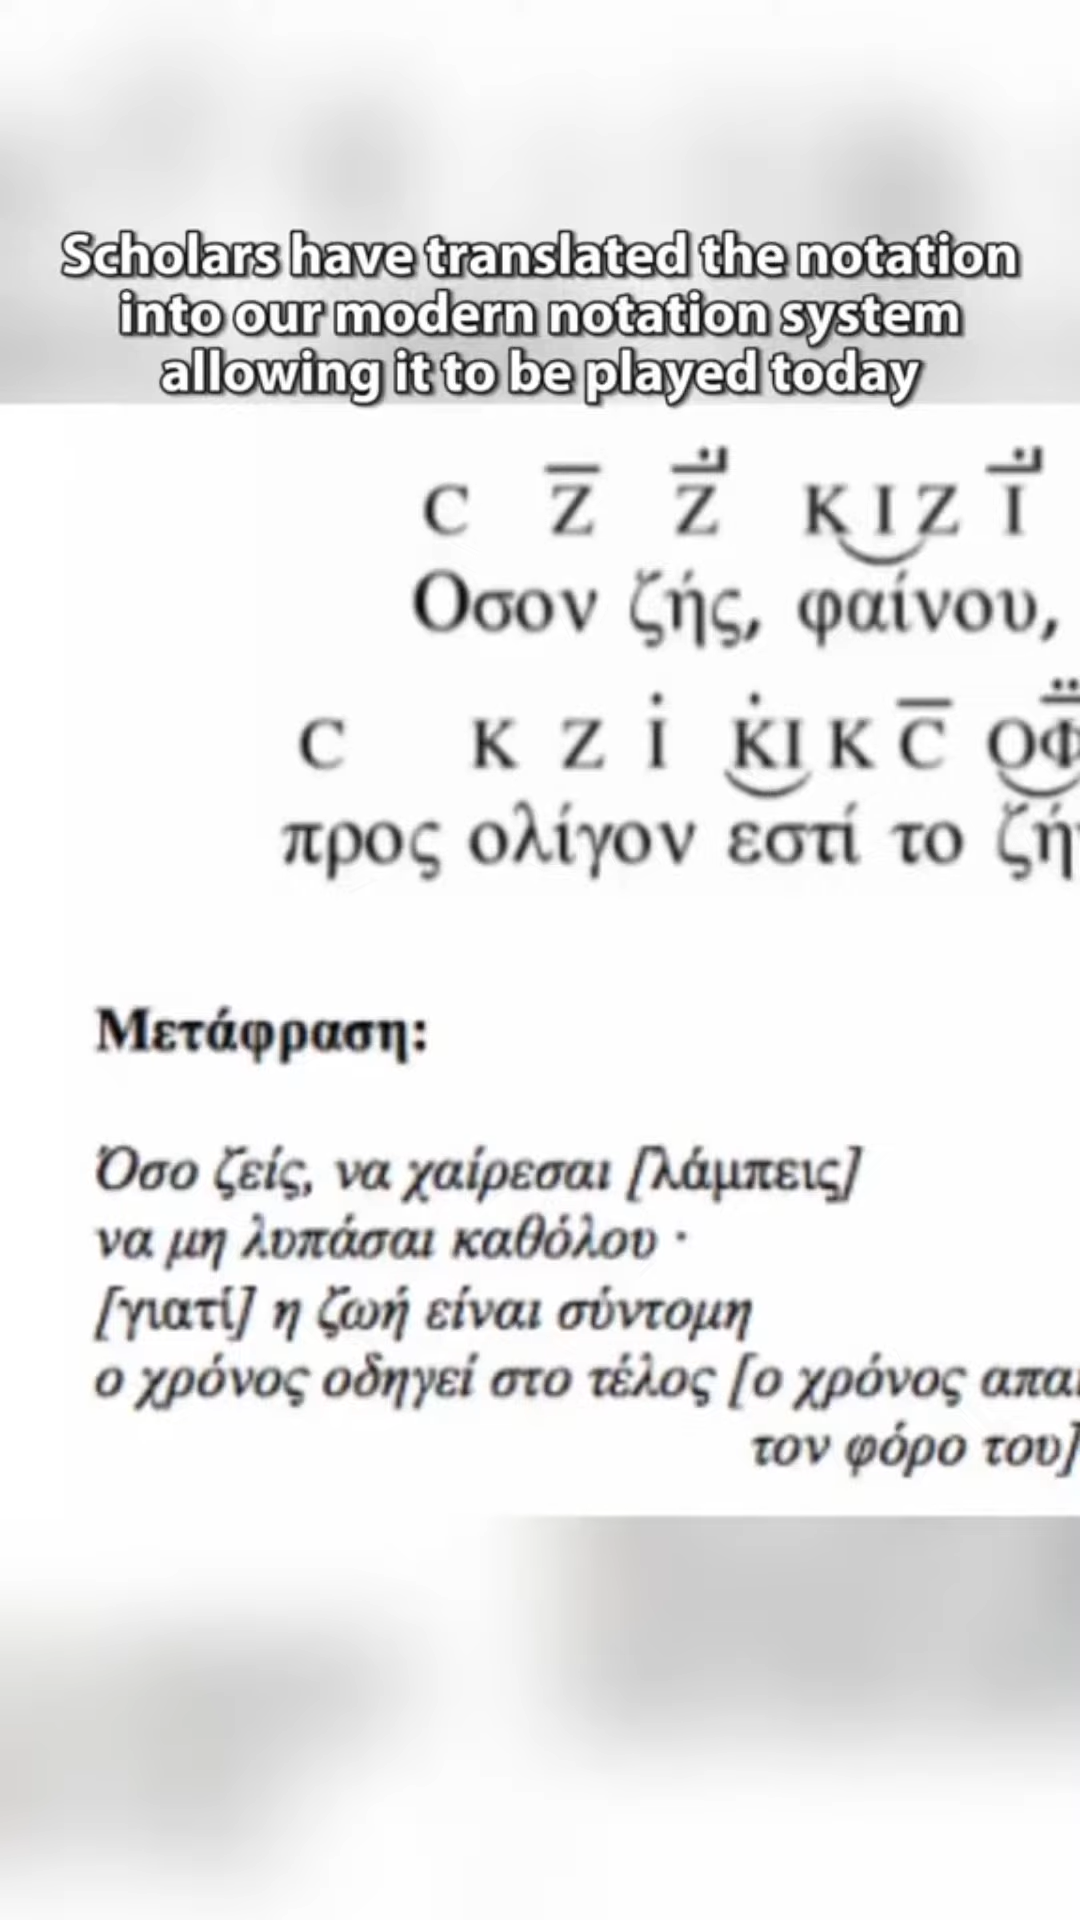 Scholars have translated the notation
into our modern notation system
allowing it to be played today
C Z Z K I Z I
Οσον ζής, φαίνου,
C K Z I K I K C O Φ
προς ολίγον εστί το
Μετάφραση:
Όσο ζείς, να χαίρεσαι [λάμπεις]
να μη λυπάσαι καθόλου ·
[γιατί] η ζωή είναι σύντομη
ο χρόνος οδηγεί στο τέλος [ο χρόνος
τον φόρο του]